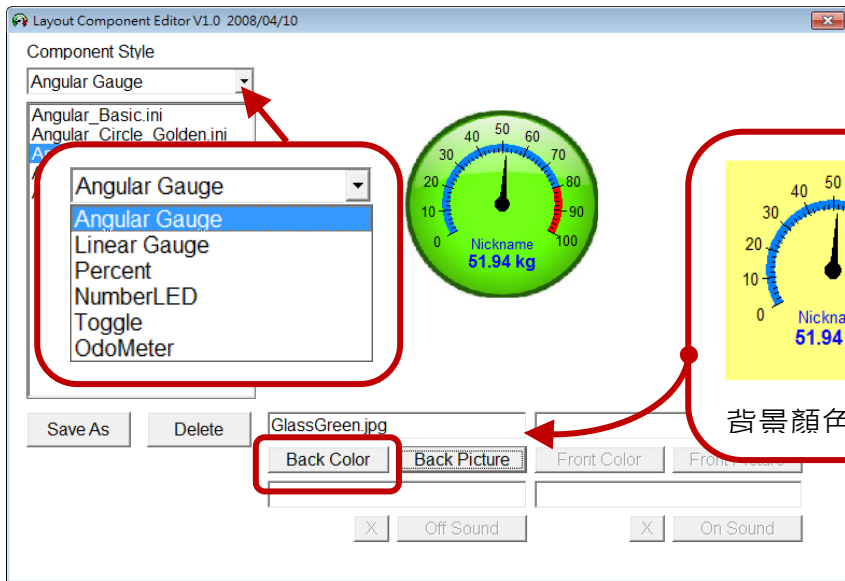 Layout Component Editor V1.0 2008/04/10
Component Style
Angular Gauge
Angular_Basic.ini
Angular_Circle_Golden.ini
Angular Gauge
Angular Gauge
Linear Gauge
Percent
NumberLED
Toggle
OdoMeter
0 10 20 30 40 50 60 70 80 90 100
Nickname
51.94 kg
0 10 20 30 40 50
Nickna
51.94
背景顏色
Save As
Delete
GlassGreen.jpg
Back Color
Back Picture
Front Color
X
Off Sound
X
On Sound